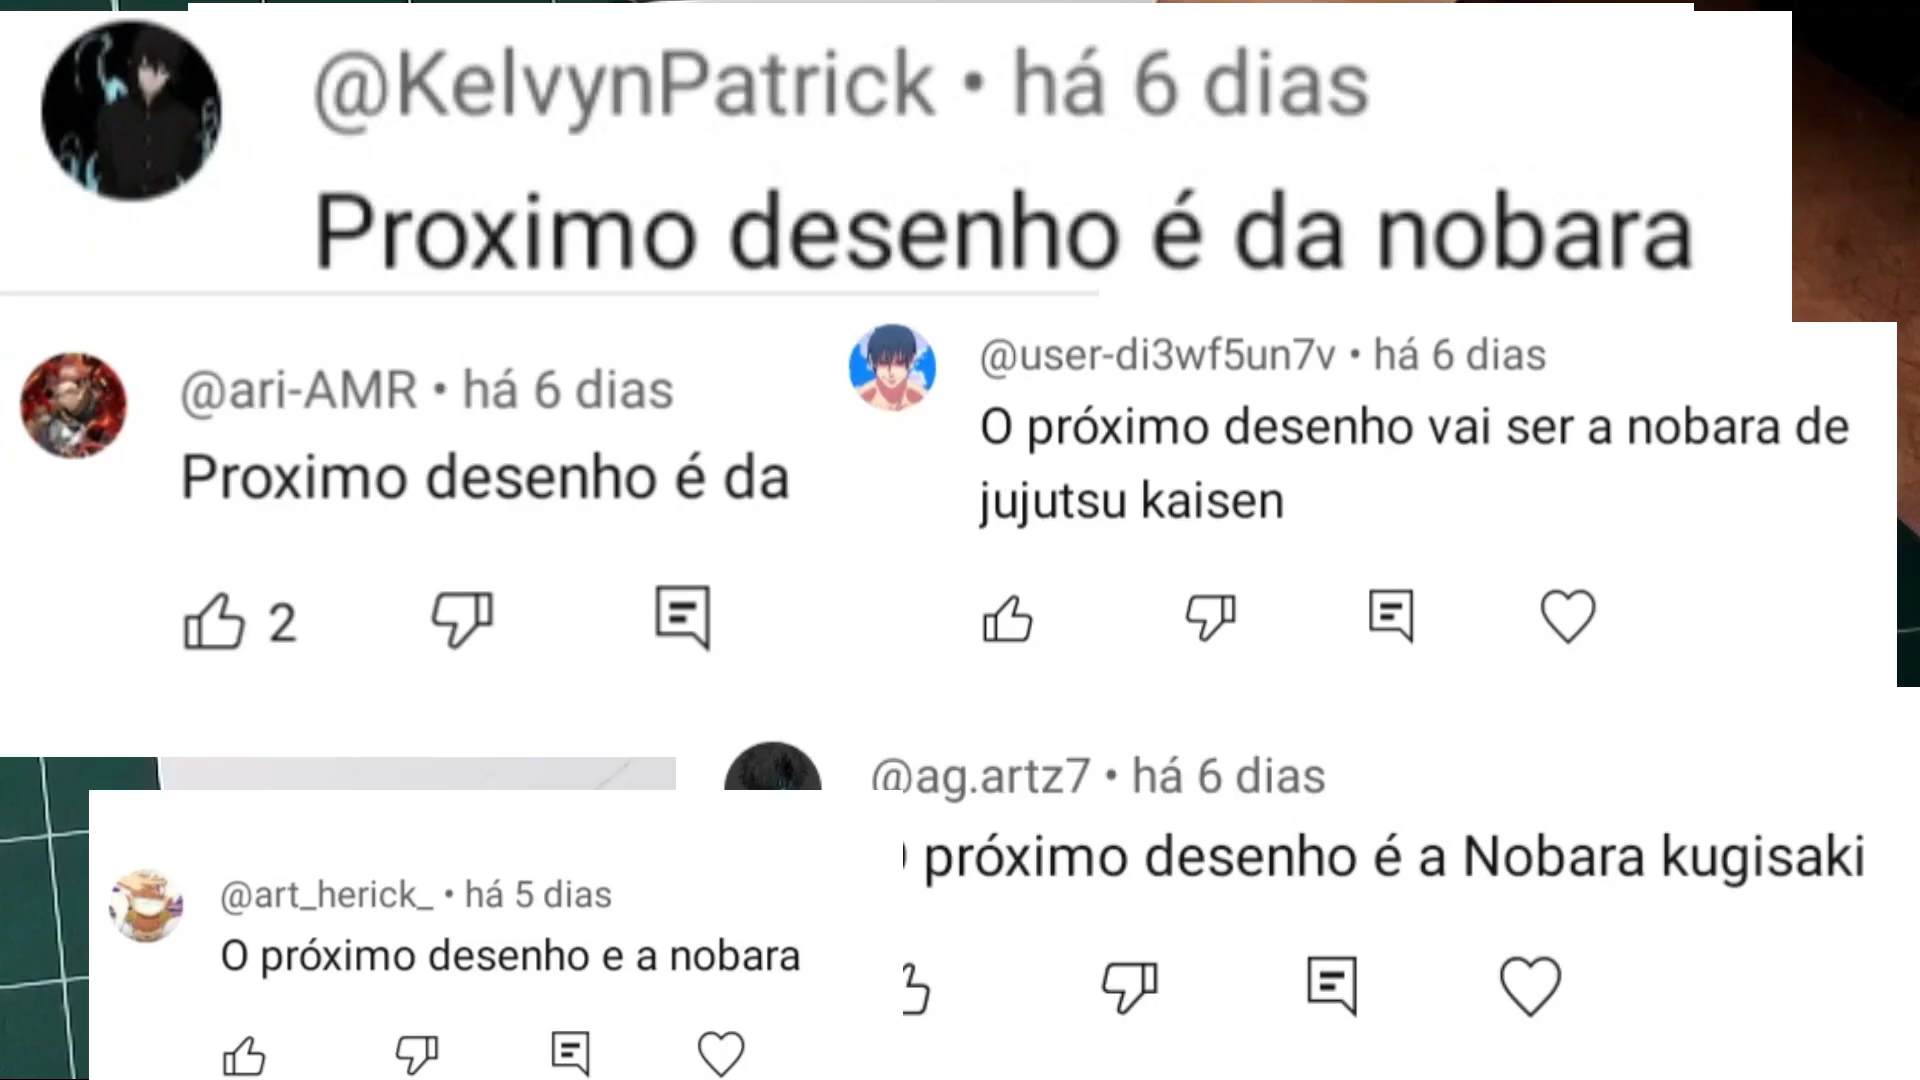 @KelvynPatrick • há 6 dias
Proximo desenho é da nobara
@ari-AMR • há 6 dias
Proximo desenho é da
2
@user-di3wf5un7v • há 6 dias
O próximo desenho vai ser a nobara de
jujutsu kaisen
@ag.artz7 • há 6 dias
próximo desenho é a Nobara kugisaki
@art_herick_ • há 5 dias
O próximo desenho e a nobara